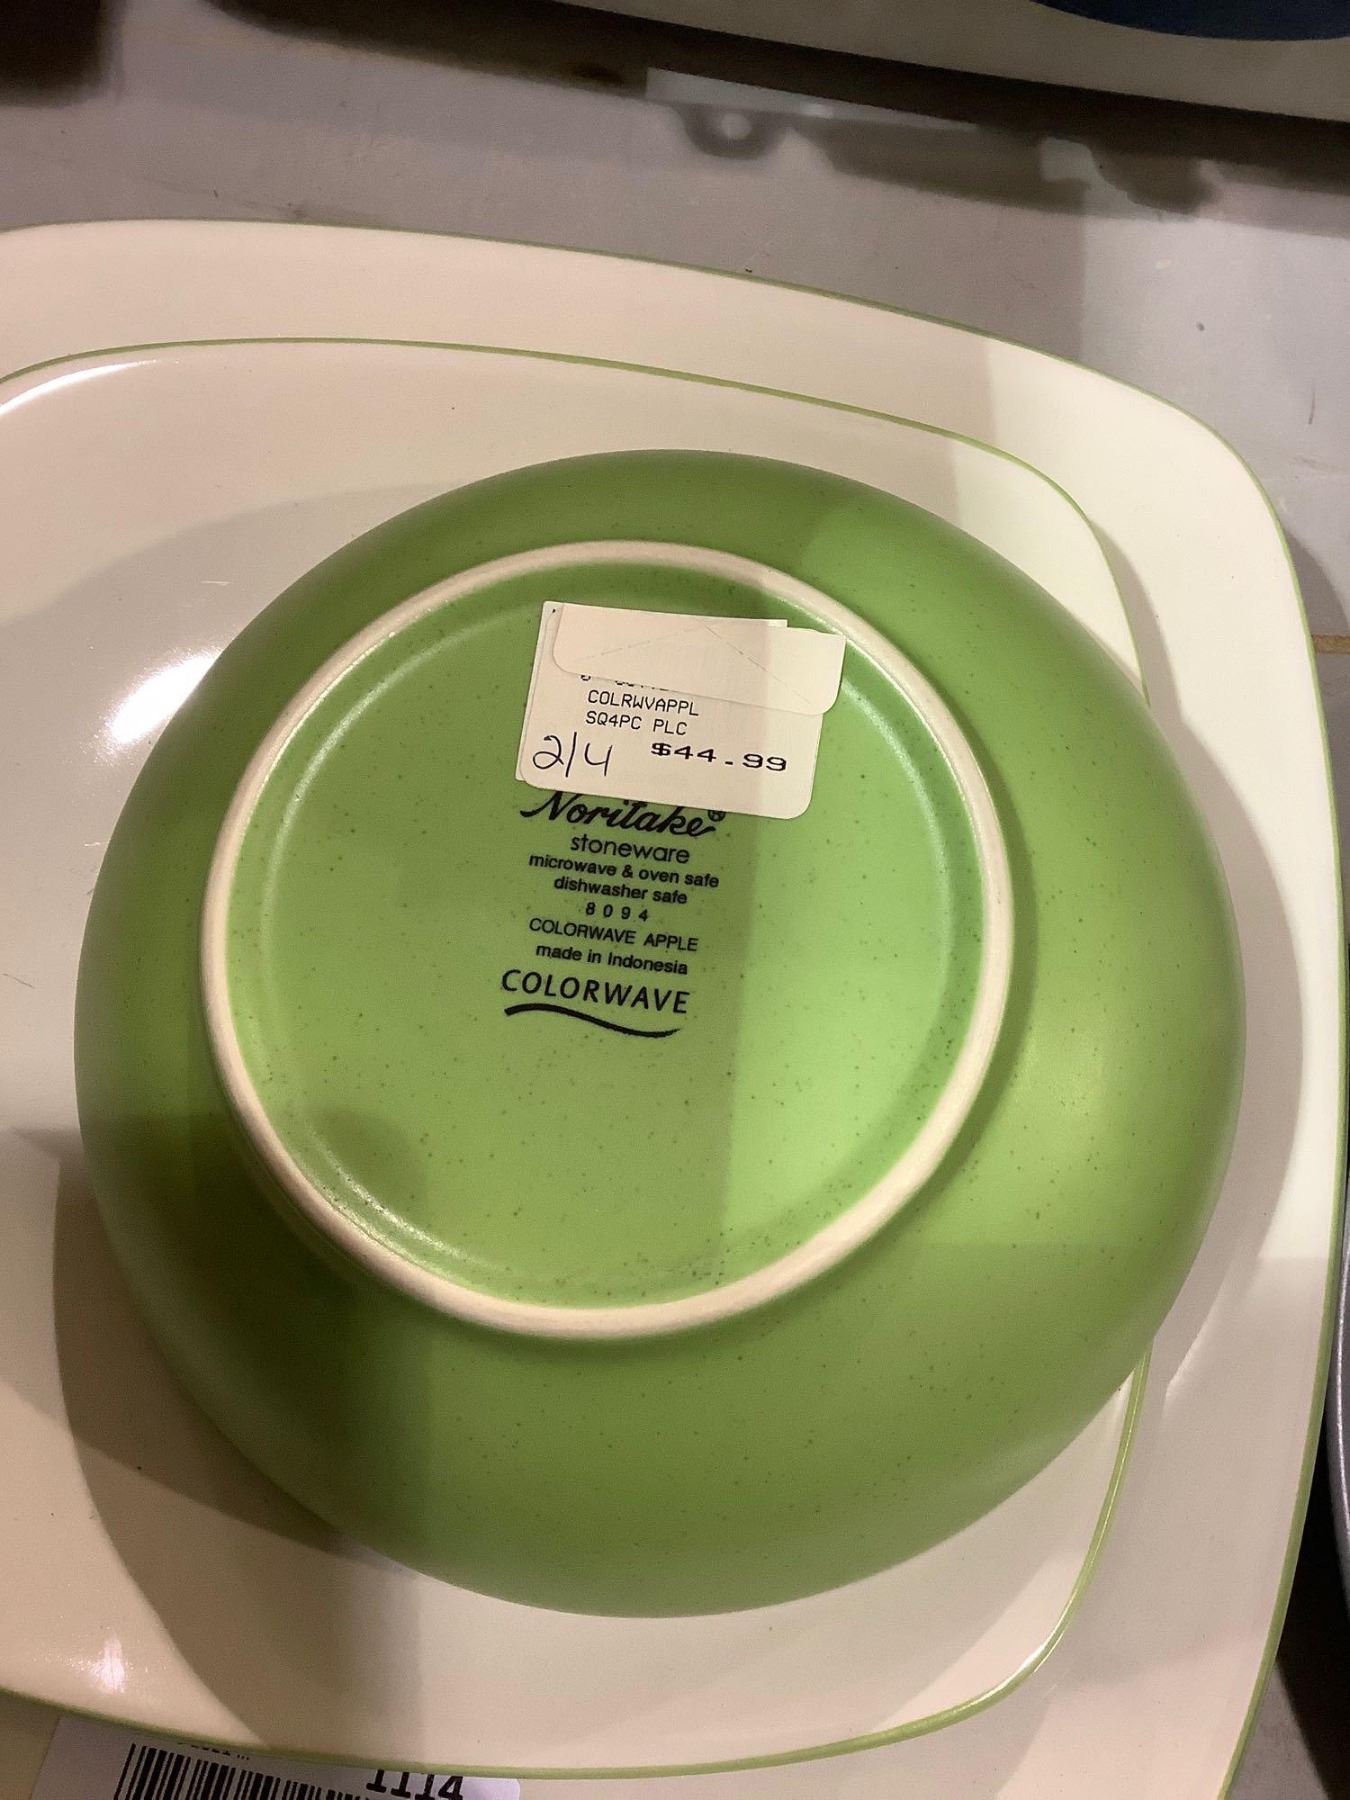 COLRWVAPPL
SQ4PC PLC
2/4 $44.99
Noritake®
stoneware
microwave & oven safe
dishwasher safe
8094
COLORWAVE APPLE
made in Indonesia
COLORWAVE
1114